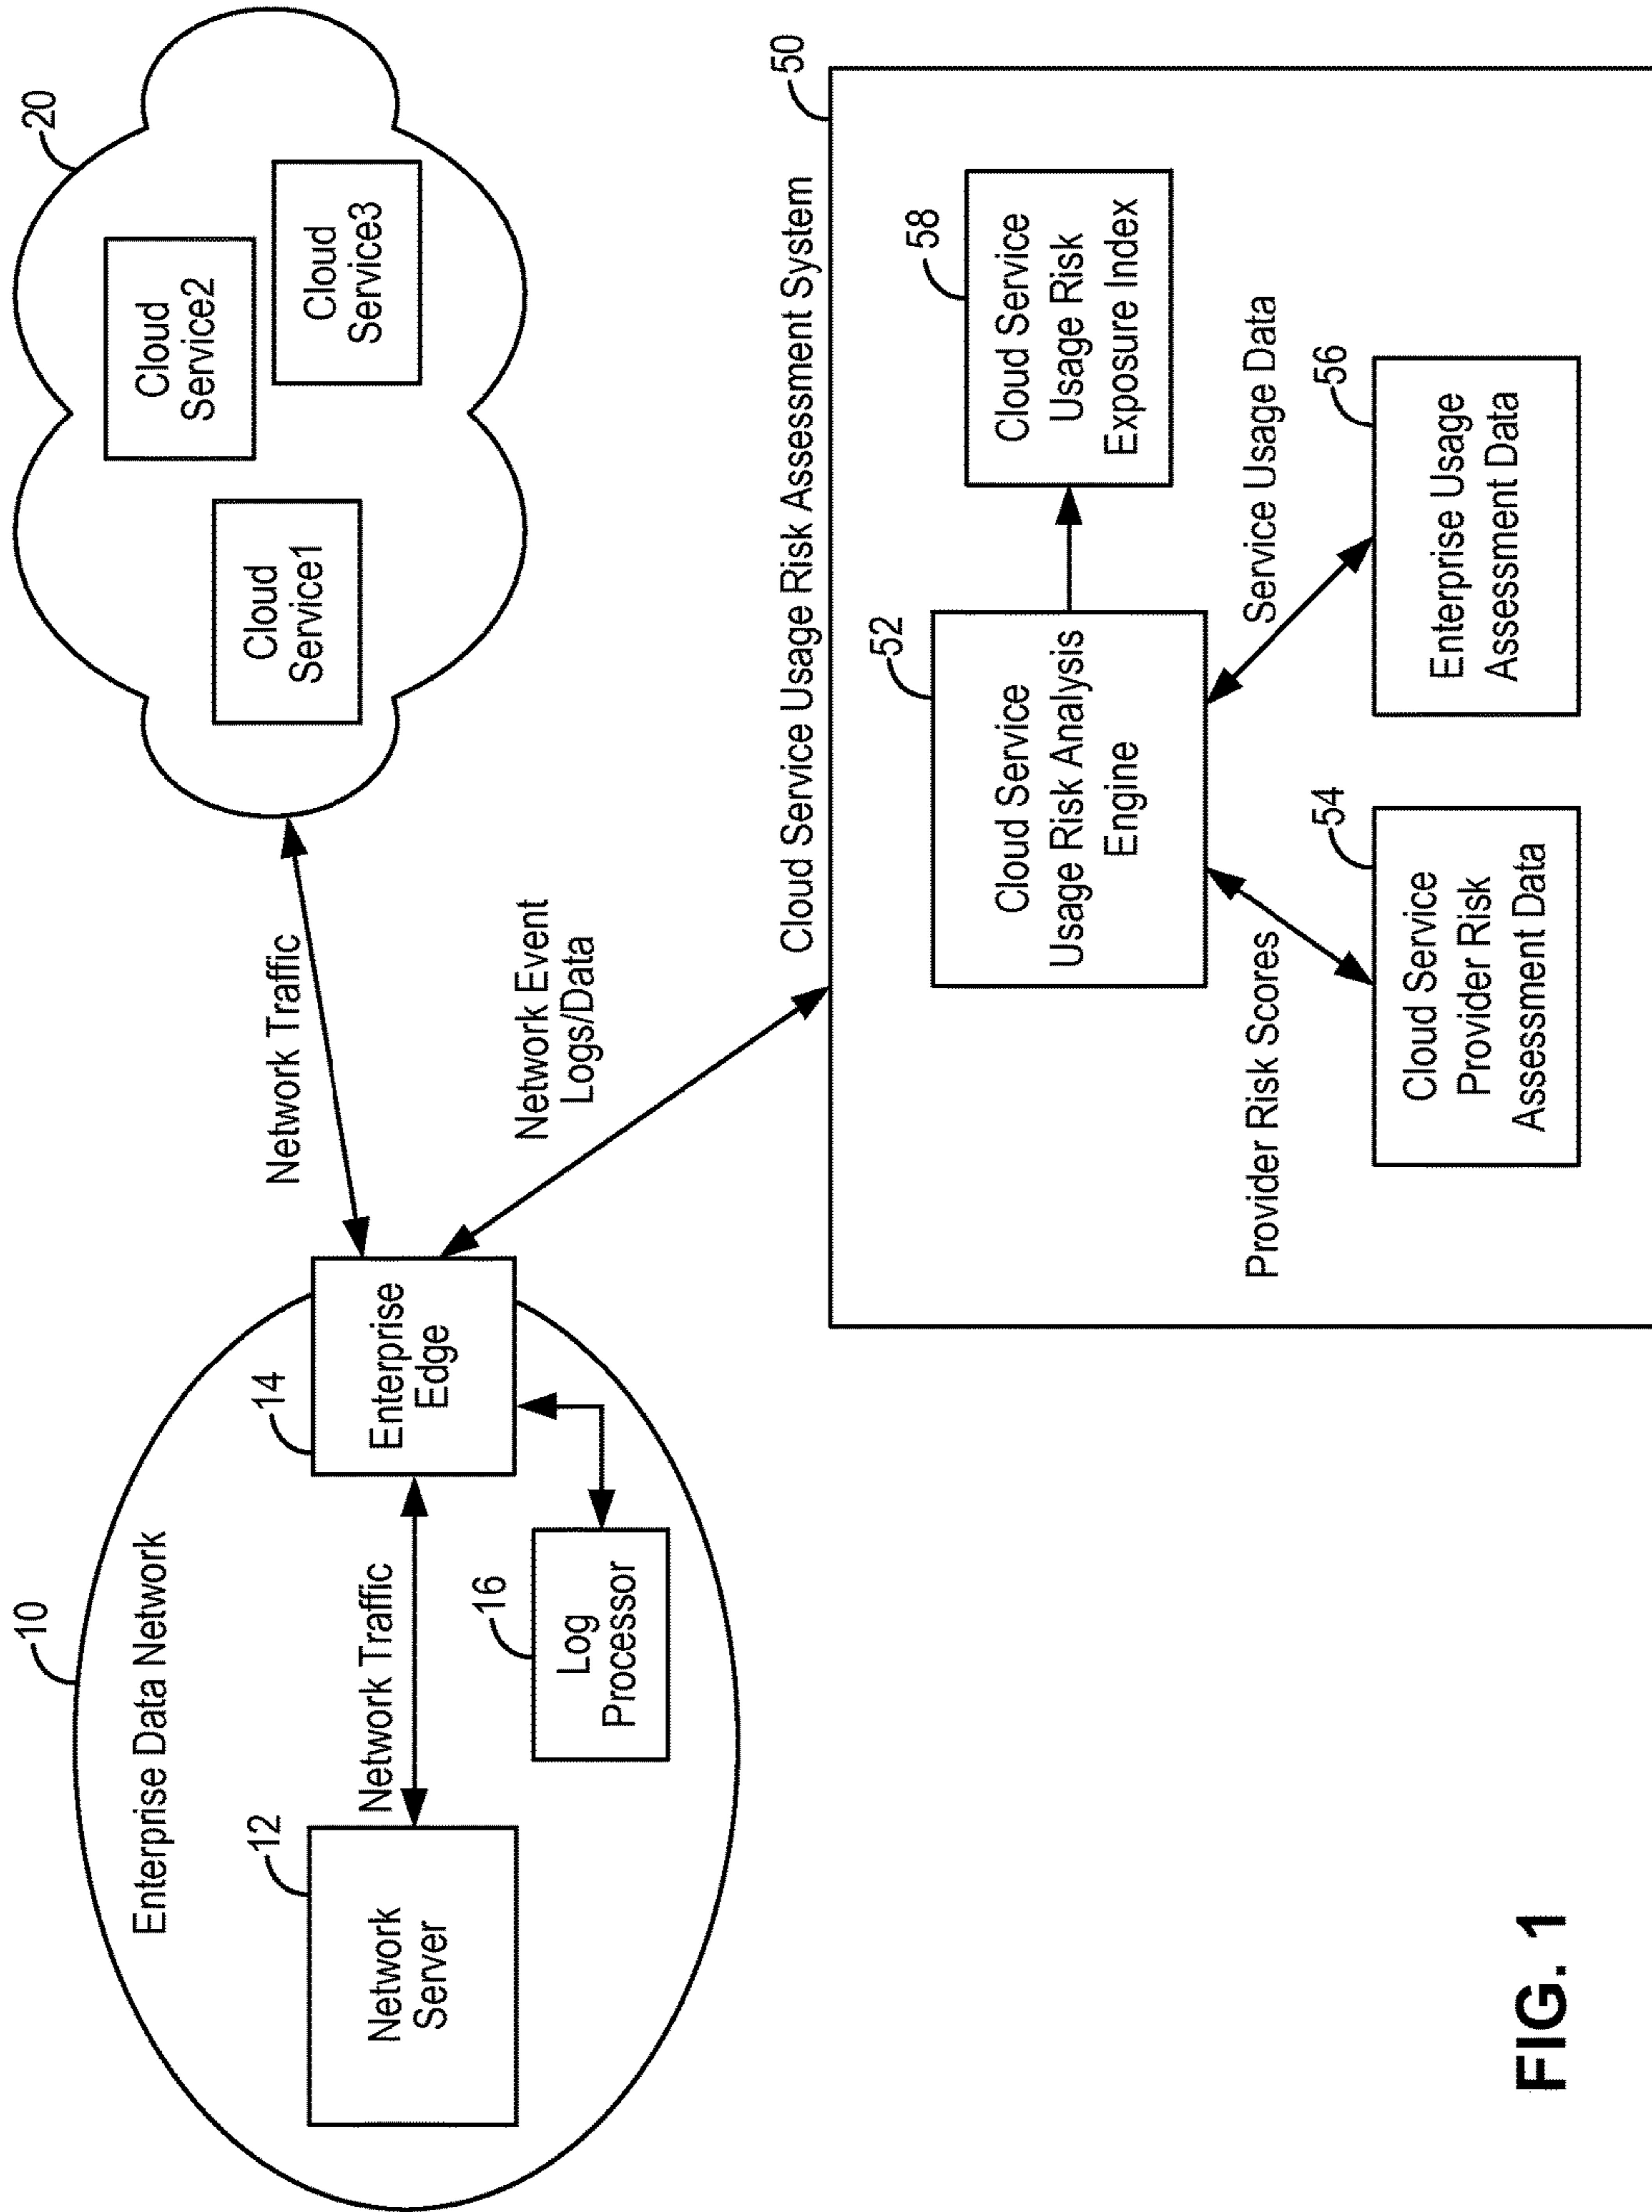 10
Enterprise Data Network
12
Network
Server
Network Traffic
14
Enterprise
Edge
16
Log
Processor
Network Traffic
20
Cloud
Service1
Cloud
Service2
Cloud
Service3
Network Event
Logs/Data
Cloud Service Usage Risk Assessment System
50
52
Cloud Service
Usage Risk Analysis
Engine
58
Cloud Service
Usage Risk
Exposure Index
Provider Risk Scores
Service Usage Data
54
Cloud Service
Provider Risk
Assessment Data
56
Enterprise Usage
Assessment Data
FIG. 1